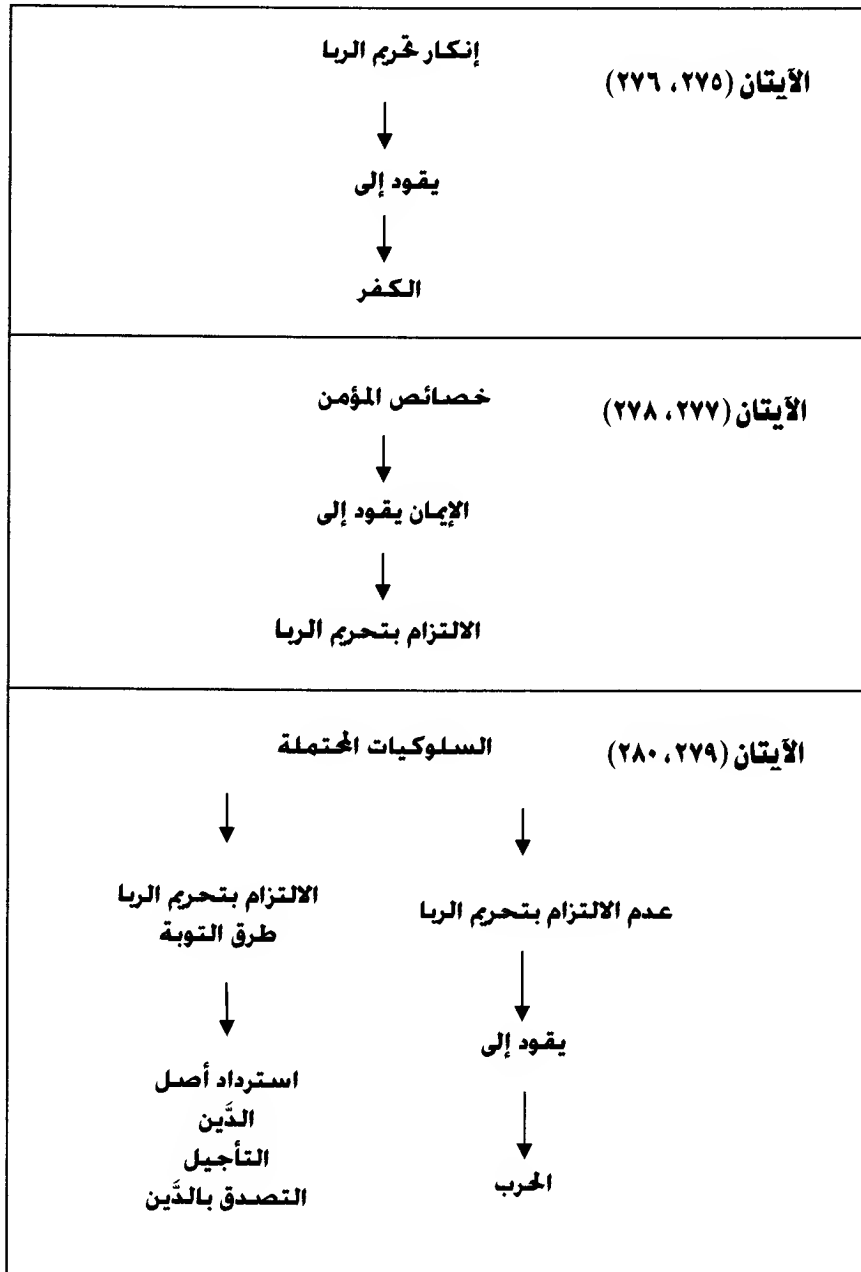 الآيتان (٢٧٥، ٢٧٦)
إنكار تحريم الربا
يقود إلى
الكفر
الآيتان (٢٧٧، ٢٧٨)
خصائص المؤمن
الإيمان يقود إلى
الالتزام بتحريم الربا
الآيتان (٢٧٩، ٢٨٠)
السلوكيات المحتملة
عدم الالتزام بتحريم الربا
يقود إلى
الحرب
الالتزام بتحريم الربا
طرق التوبة
استرداد أصل
الدَّين
التأجيل
التصدق بالدَّين